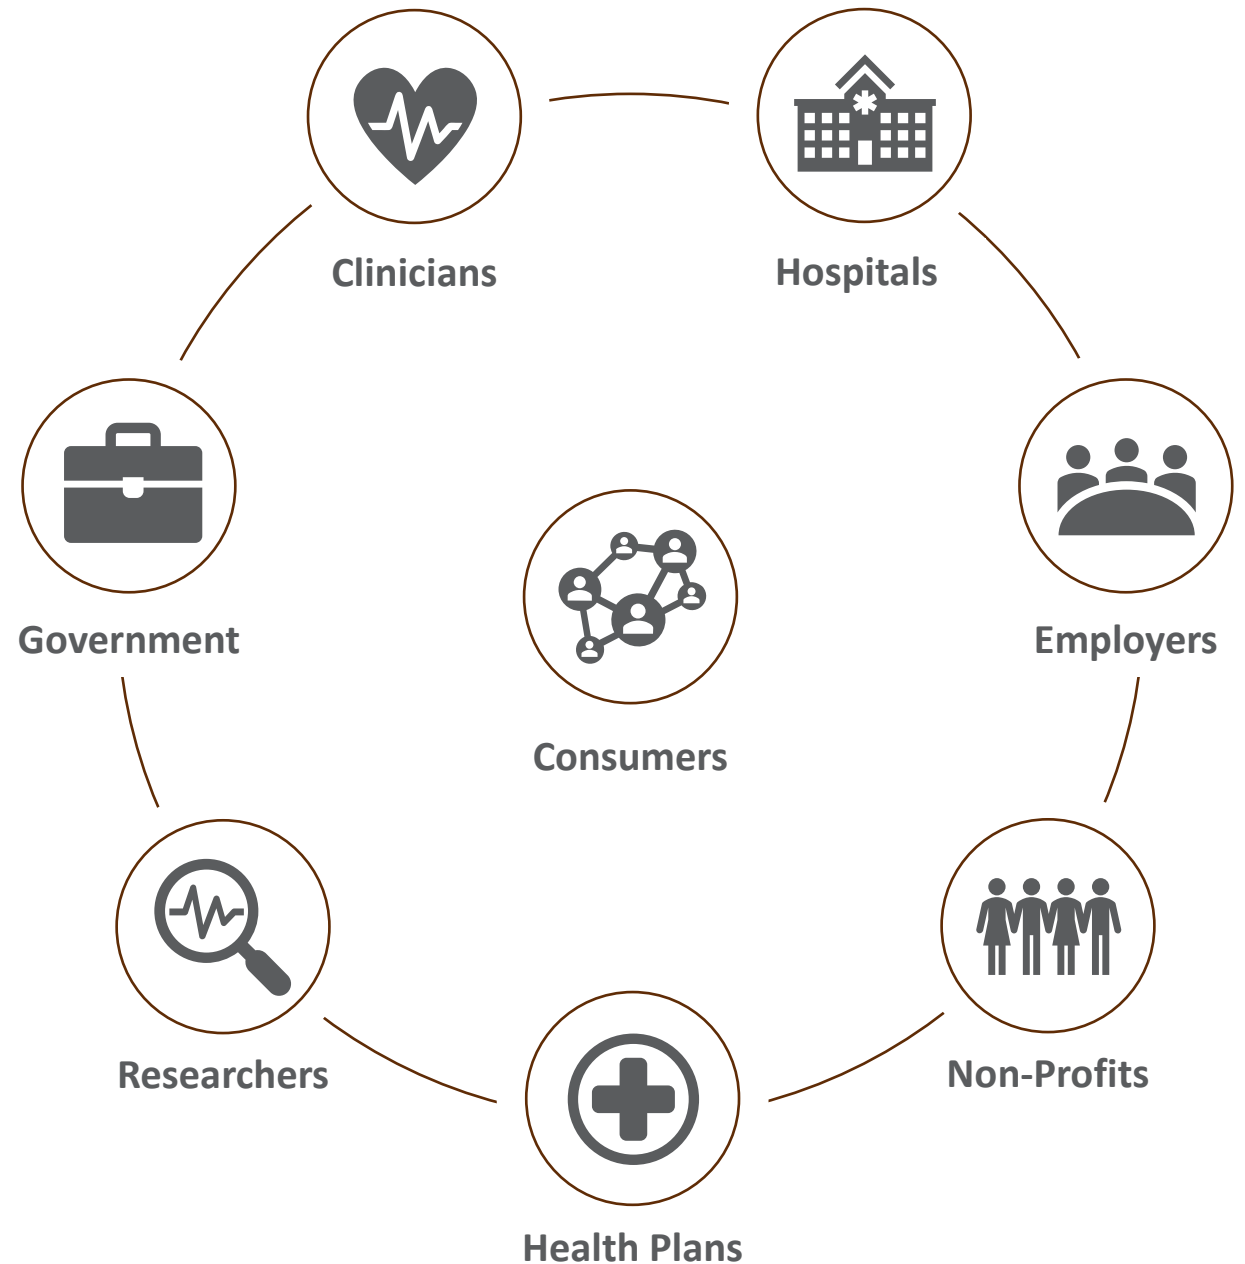 Clinicians
Hospitals
Government
Employers
Consumers
Researchers
Non-Profits
Health Plans